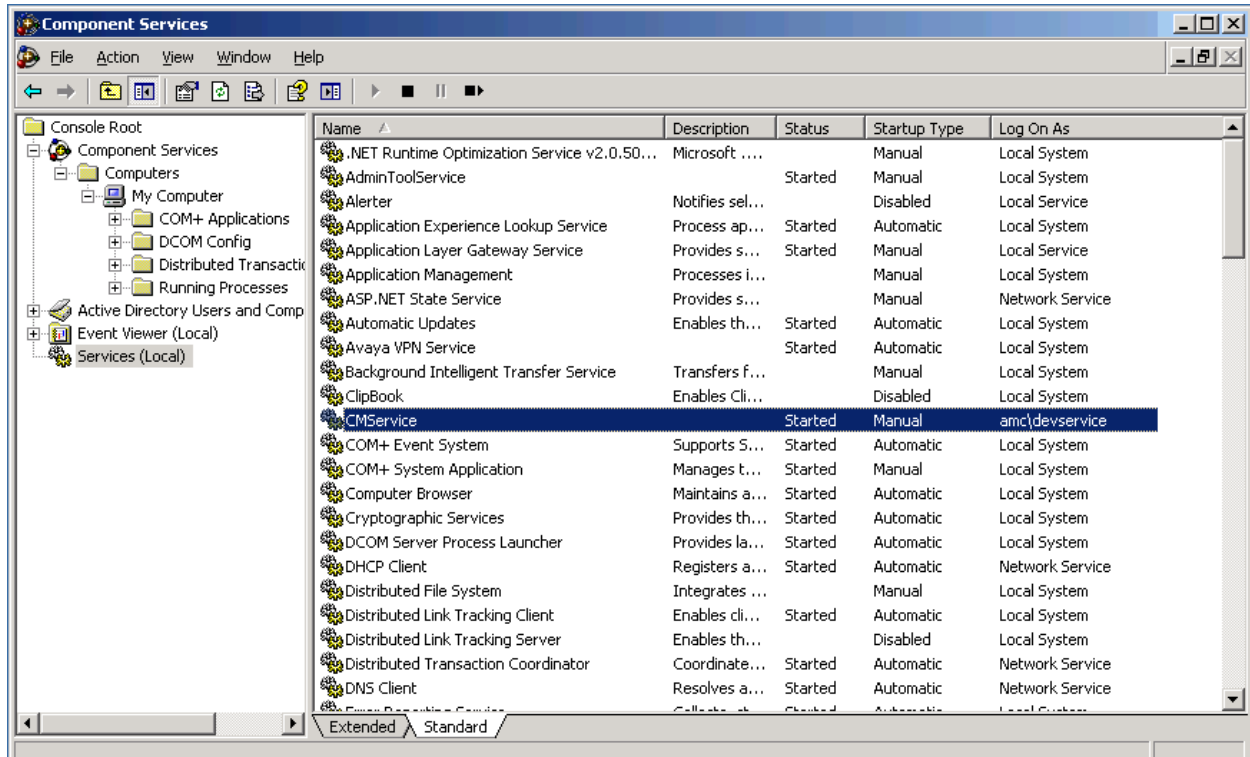 Component Services
File Action View Window Help
Console Root
Component Services
Computers
My Computer
COM+ Applications
DCOM Config
Distributed Transactic
Running Processes
Active Directory Users and Comp
Event Viewer (Local)
Services (Local)
Name Description Status Startup Type Log On As
.NET Runtime Optimization Service v2.0.50... Microsoft .... Manual Local System
AdminToolService Started Manual Local System
Alerter Notifies sel... Disabled Local Service
Application Experience Lookup Service Process ap... Started Automatic Local System
Application Layer Gateway Service Provides s... Started Manual Local Service
Application Management Processes i... Manual Local System
ASP.NET State Service Provides s... Manual Network Service
Automatic Updates Enables th... Started Automatic Local System
Avaya VPN Service Started Automatic Local System
Background Intelligent Transfer Service Transfers f... Manual Local System
ClipBook Enables Cli... Disabled Local System
CMService Started Manual amc\devservice
COM+ Event System Supports S... Started Automatic Local System
COM+ System Application Manages t... Started Manual Local System
Computer Browser Maintains a... Started Automatic Local System
Cryptographic Services Provides th... Started Automatic Local System
DCOM Server Process Launcher Provides la... Started Automatic Local System
DHCP Client Registers a... Started Automatic Network Service
Distributed File System Integrates ... Manual Local System
Distributed Link Tracking Client Enables cli... Started Automatic Local System
Distributed Link Tracking Server Enables th... Disabled Local System
Distributed Transaction Coordinator Coordinate... Started Automatic Network Service
DNS Client Resolves a... Started Automatic Network Service
Extended Standard